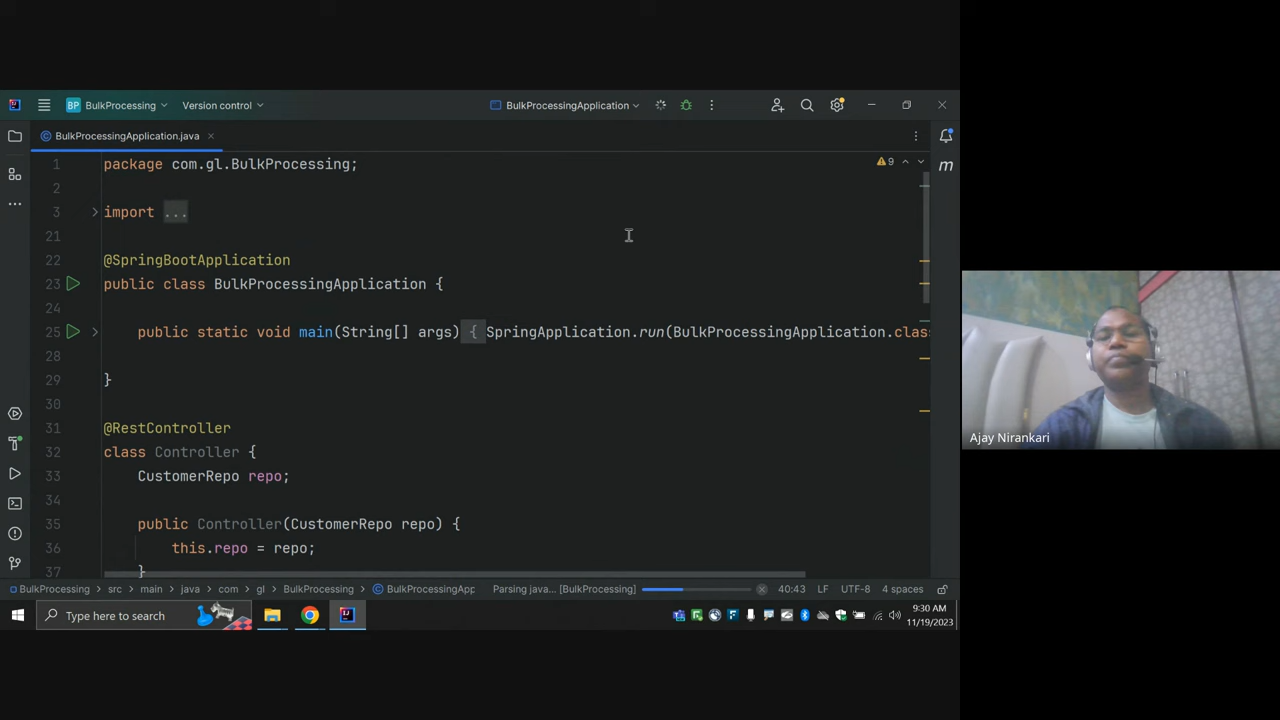 BP BulkProcessing Version control BulkProcessingApplication
BulkProcessingApplication.java
1 package com.gl.BulkProcessing;
9
2
3 import ...
21
22 @SpringBootApplication
23 public class BulkProcessingApplication {
24
25 public static void main(String[] args) { SpringApplication.run(BulkProcessingApplication.clas
28
29 }
30
31 @RestController
32 class Controller {
33 CustomerRepo repo;
34
35 public Controller(CustomerRepo repo) {
36 this.repo = repo;
37 }
m
Ajay Nirankari
BulkProcessing > src > main > java > com > gl > BulkProcessing > BulkProcessingApp Parsing java... [BulkProcessing] 40:43 LF UTF-8 4 spaces
Type here to search
9:30 AM
11/19/2023